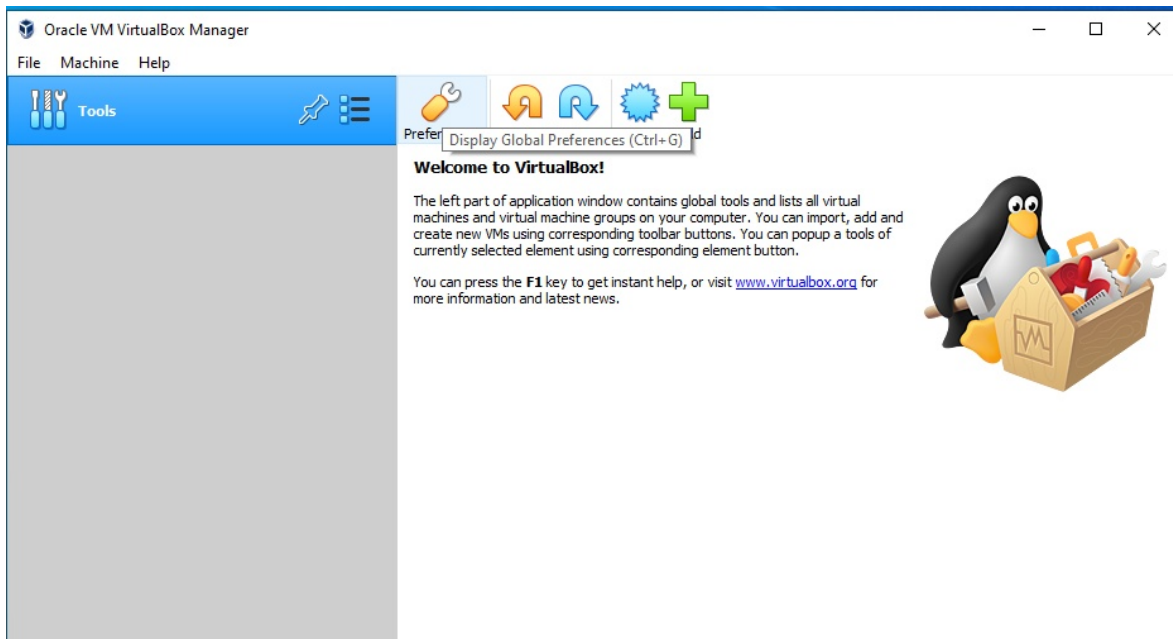 Oracle VM VirtualBox Manager
File Machine Help
Tools
Display Global Preferences (Ctrl+G)
Welcome to VirtualBox!
The left part of application window contains global tools and lists all virtual
machines and virtual machine groups on your computer. You can import, add and
create new VMs using corresponding toolbar buttons. You can popup a tools of
currently selected element using corresponding element button.
You can press the F1 key to get instant help, or visit www.virtualbox.org for
more information and latest news.